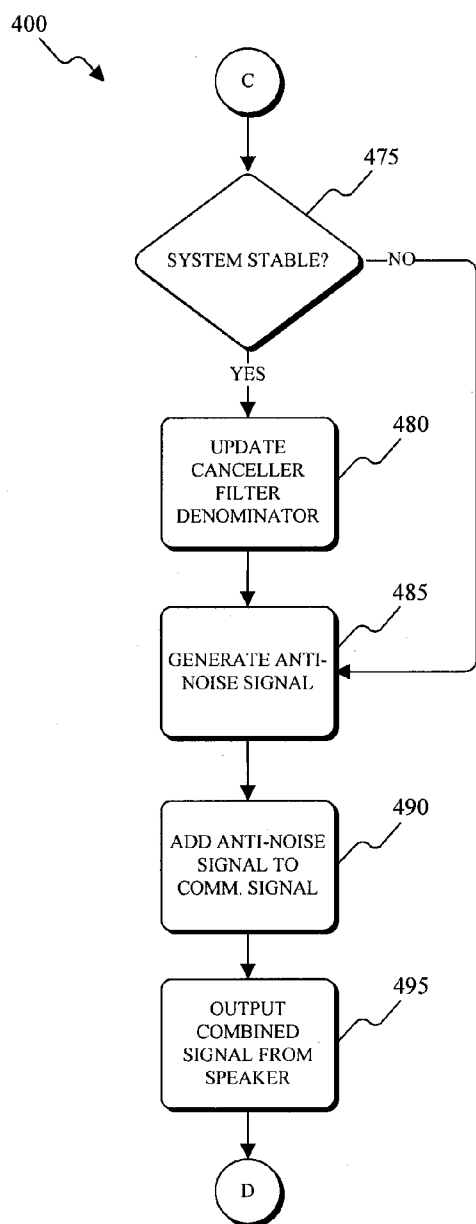 400
C
475
SYSTEM STABLE?
NO
YES
480
UPDATE
CANCELLER
FILTER
DENOMINATOR
485
GENERATE ANTI-
NOISE SIGNAL
490
ADD ANTI-NOISE
SIGNAL TO
COMM. SIGNAL
495
OUTPUT
COMBINED
SIGNAL FROM
SPEAKER
D